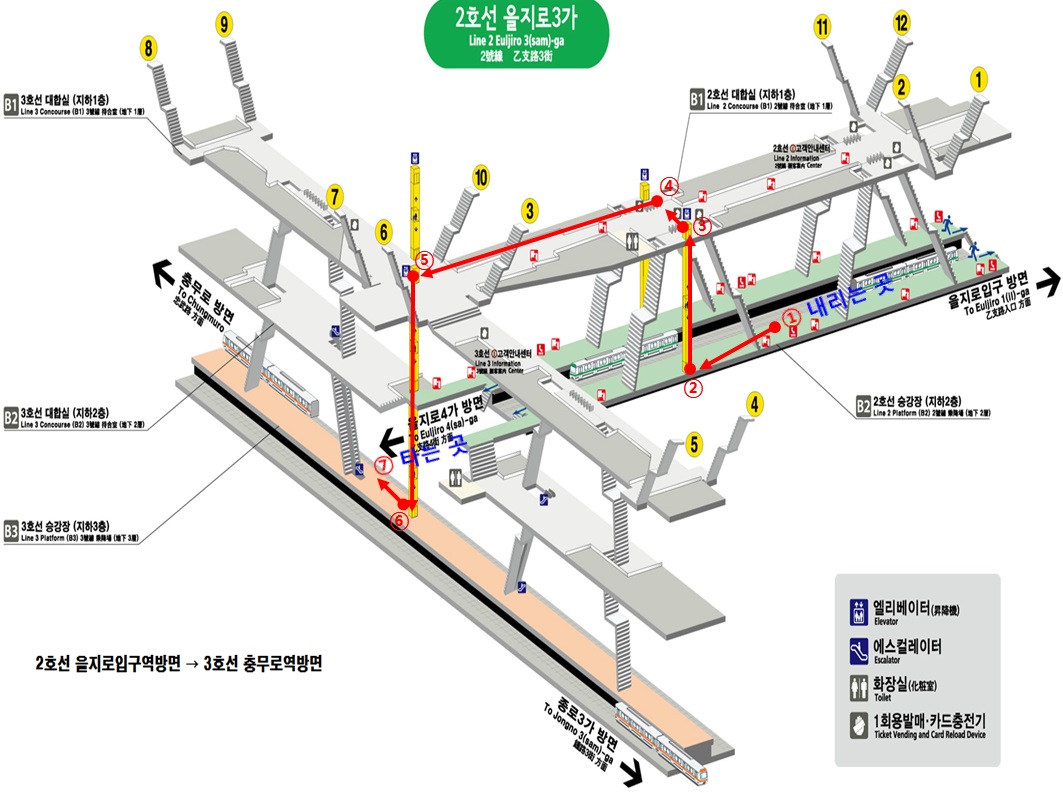 2호선 을지로3가
Line 2 Euljiro 3(sam)-ga
2號線 乙支路3街
8
9
11
12
2
1
B1 3호선 대합실 (지하1층)
Line 3 Concourse (B1) 3號線 待合室 (地下 1層)
B1 2호선 대합실 (지하1층)
Line 2 Concourse (B1) 2號線 待合室 (地下 1層)
2호선 고객안내센터
Line 2 Information
Center
10
7
3
6
④
③
⑤
충무로 방면
To Chungmuro
忠武路 方面
내리는 곳
①
②
을지로입구 방면
To Euljiro 1(il)-ga
乙支路入口 方面
3호선 고객안내센터
Line 3 Information
Center
B2 2호선 승강장 (지하2층)
Line 2 Platform (B2) 2號線 乘降場 (地下 2層)
B2 3호선 대합실 (지하2층)
Line 3 Concourse (B2) 3號線 待合室 (地下 2層)
을지로4가 방면
To Euljiro 4(sa)-ga
方面
타는 곳
4
5
⑦
⑥
B3 3호선 승강장 (지하3층)
Line 3 Platform (B3) 3號線 乘降場 (地下 3層)
2호선 을지로입구역방면 → 3호선 충무로역방면
종로3가 방면
To Jongno 3(sam)-ga
鐘路3街 方面
엘리베이터(昇降機)
Elevator
에스컬레이터
Escalator
화장실(化粧室)
Toilet
1회용발매·카드충전기
Ticket Vending and Card Reload Device